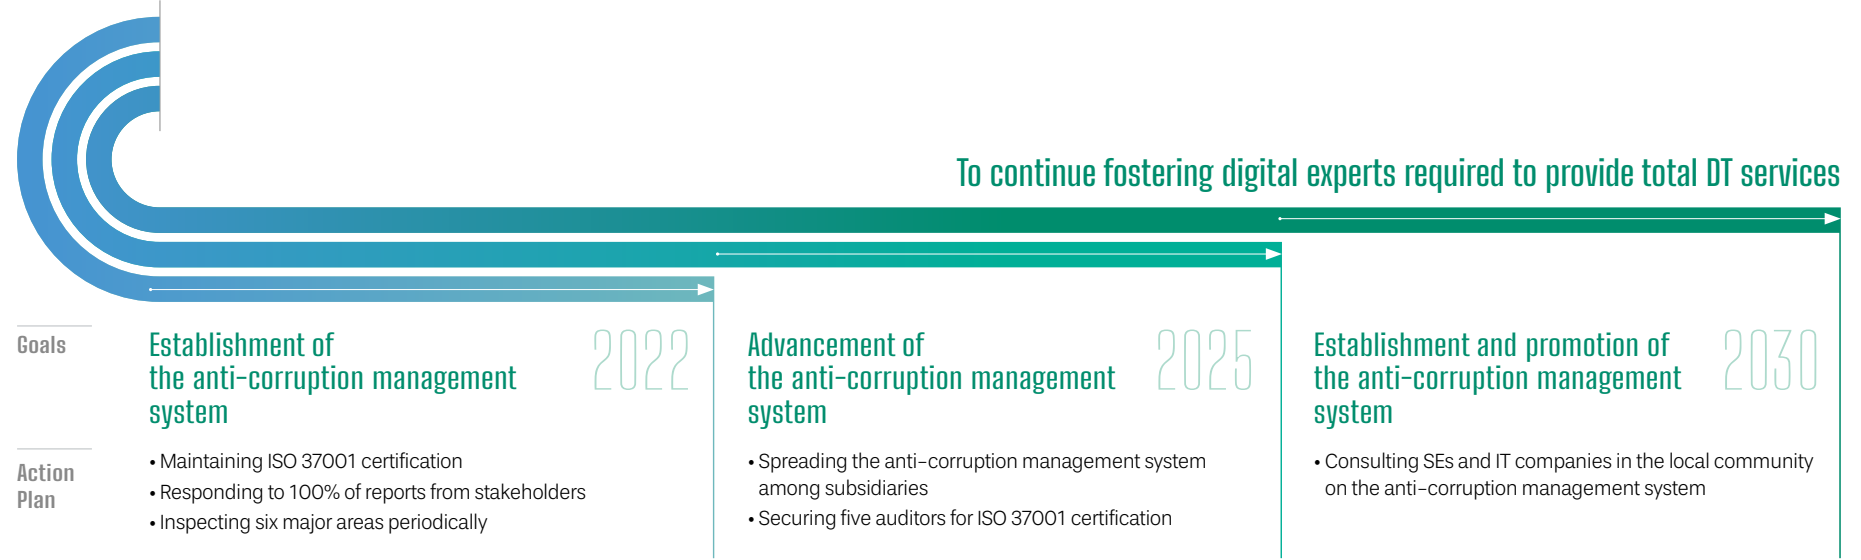 To continue fostering digital experts required to provide total DT services
Goals
Establishment of
the anti-corruption management
system
2022
Advancement of
the anti-corruption management
system
2025
Establishment and promotion of
the anti-corruption management
system
2030
Action
Plan
• Maintaining ISO 37001 certification
• Responding to 100% of reports from stakeholders
• Inspecting six major areas periodically
• Spreading the anti-corruption management system
among subsidiaries
• Securing five auditors for ISO 37001 certification
• Consulting SEs and IT companies in the local community
on the anti-corruption management system